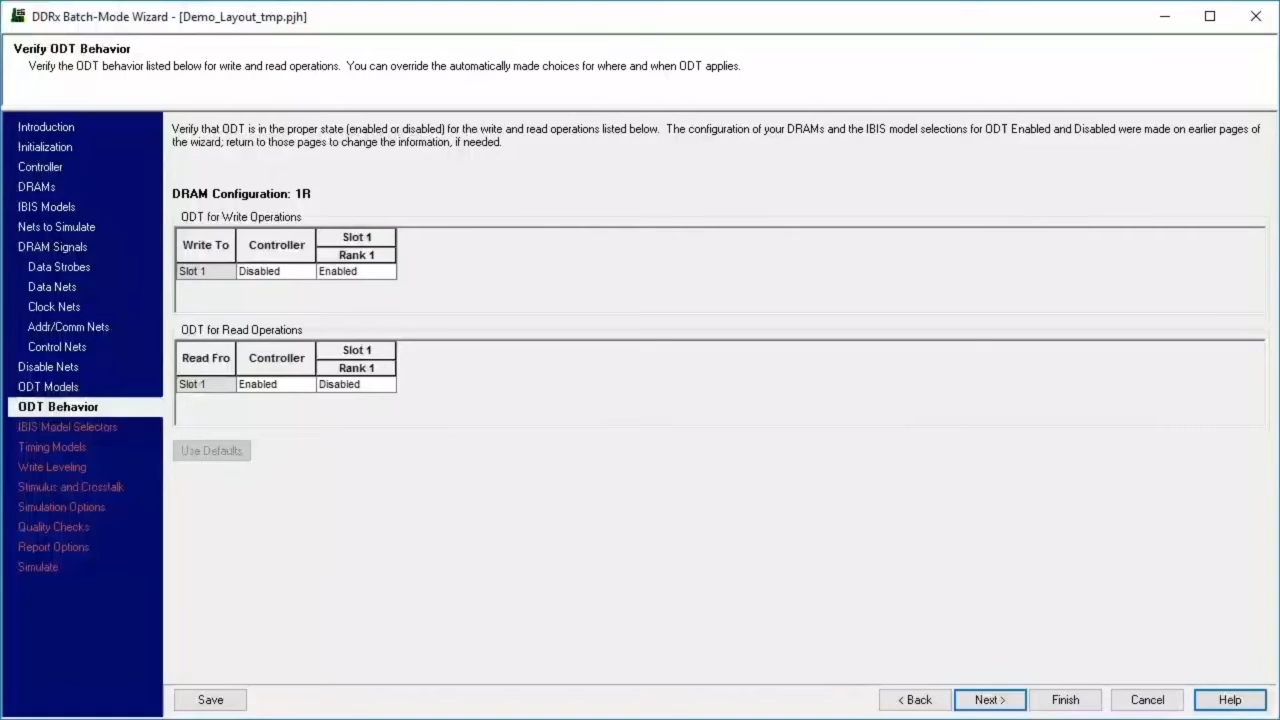 DDRx Batch-Mode Wizard - [Demo_Layout_tmp.pjh]
Verify ODT Behavior
Verify the ODT behavior listed below for write and read operations. You can override the automatically made choices for where and when ODT applies.
Introduction
Initialization
Controller
DRAMs
IBIS Models
Nets to Simulate
DRAM Signals
Data Strobes
Data Nets
Clock Nets
Addr/Comm Nets
Control Nets
Disable Nets
ODT Models
ODT Behavior
IBIS Model Selectors
Timing Models
Write Leveling
Stimulus and Crosstalk
Simulation Options
Quality Checks
Report Options
Simulate
Verify that ODT is in the proper state (enabled or disabled) for the write and read operations listed below. The configuration of your DRAMs and the IBIS model selections for ODT Enabled and Disabled were made on earlier pages of
the wizard; return to those pages to change the information, if needed.
DRAM Configuration: 1R
ODT for Write Operations
Write To Controller Slot 1
Rank 1
Slot 1 Disabled Enabled
ODT for Read Operations
Read Fro Controller Slot 1
Rank 1
Slot 1 Enabled Disabled
Use Defaults
Save
< Back
Next >
Finish
Cancel
Help